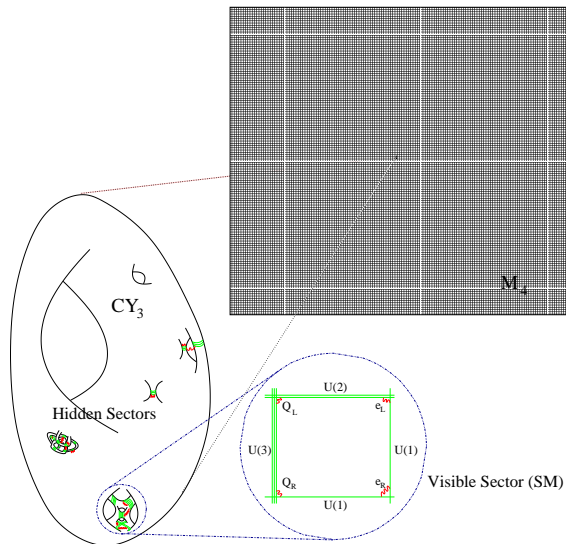 M4
CY3
Hidden Sectors
U(2)
QL
eL
U(3)
U(1)
QR
eR
U(1)
Visible Sector (SM)